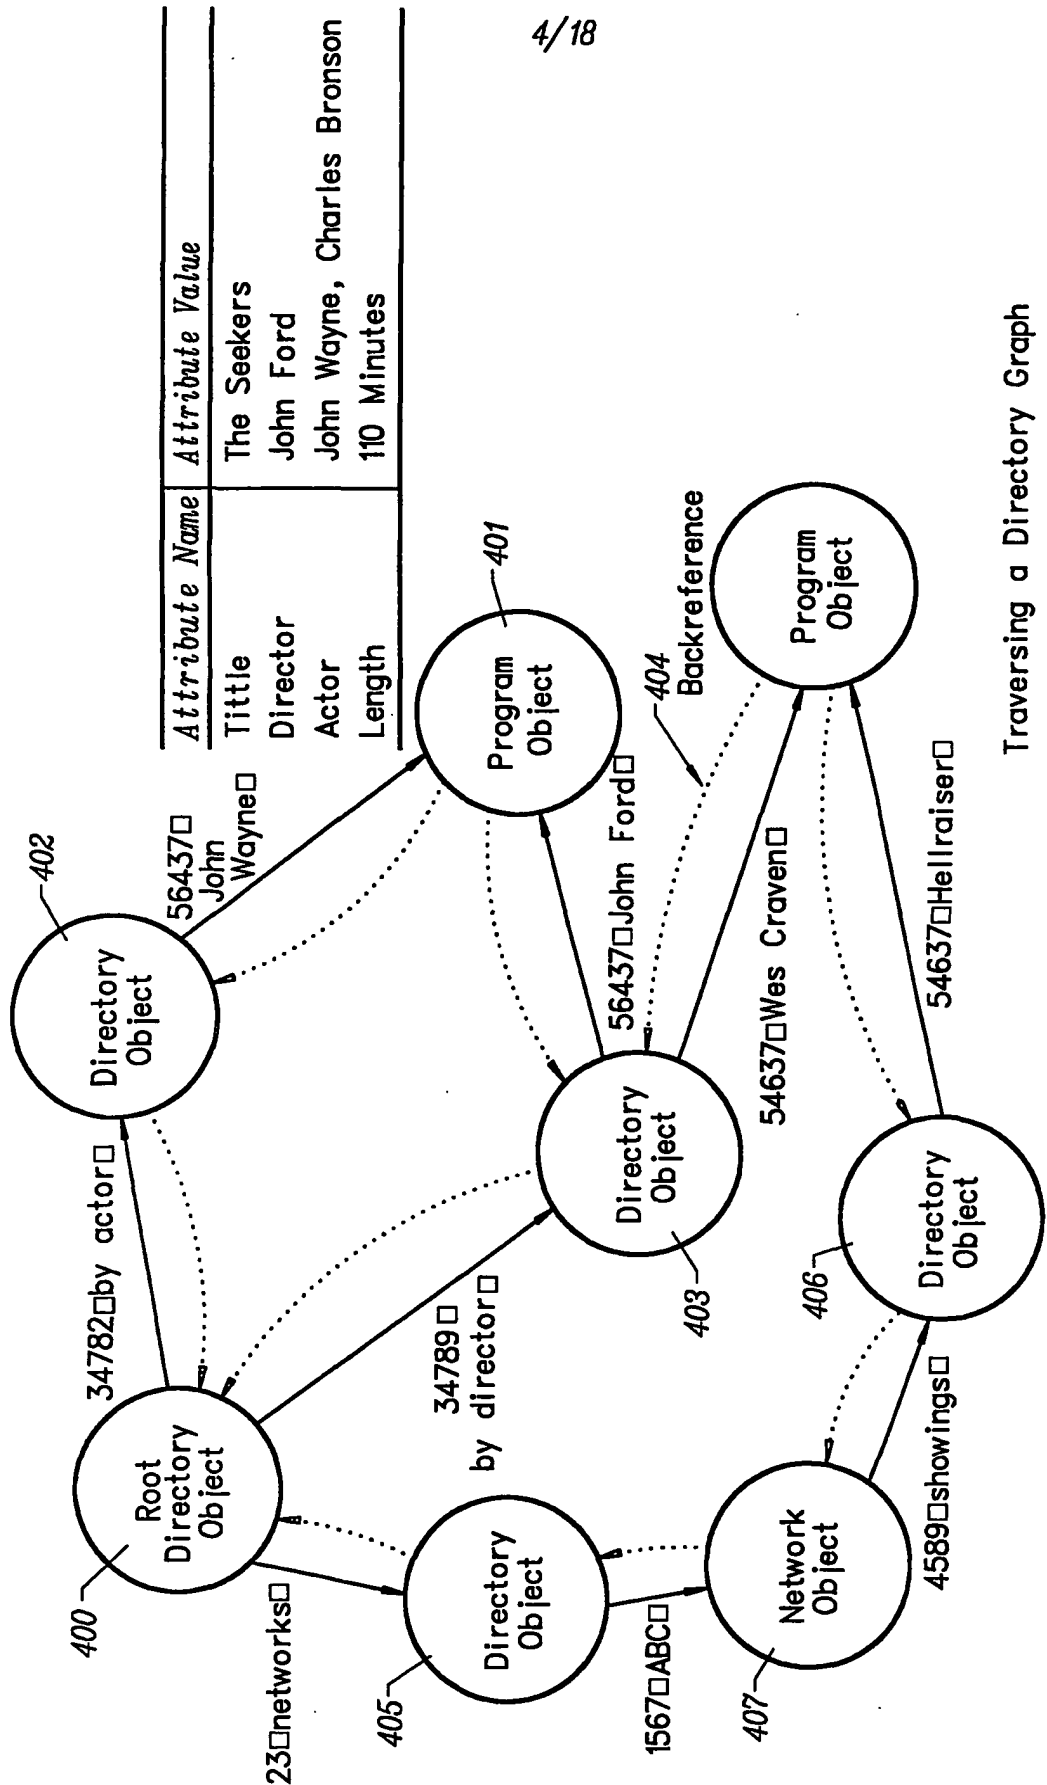 4/18
Attribute Name Attribute Value
Tittle The Seekers
Director John Ford
Actor John Wayne, Charles Bronson
Length 110 Minutes
402
Directory
Object
56437□
John
Wayne□
34782□by actor□
400
Root
Directory
Object
401
Program
Object
34789□
by director□
403
Directory
Object
56437□John Ford□
404
Backreference
54637□Wes Craven□
Program
Object
23□networks□
405
Directory
Object
1567□ABC□
407
Network
Object
4589□showings□
406
Directory
Object
54637□Hellraiser□
Traversing a Directory Graph